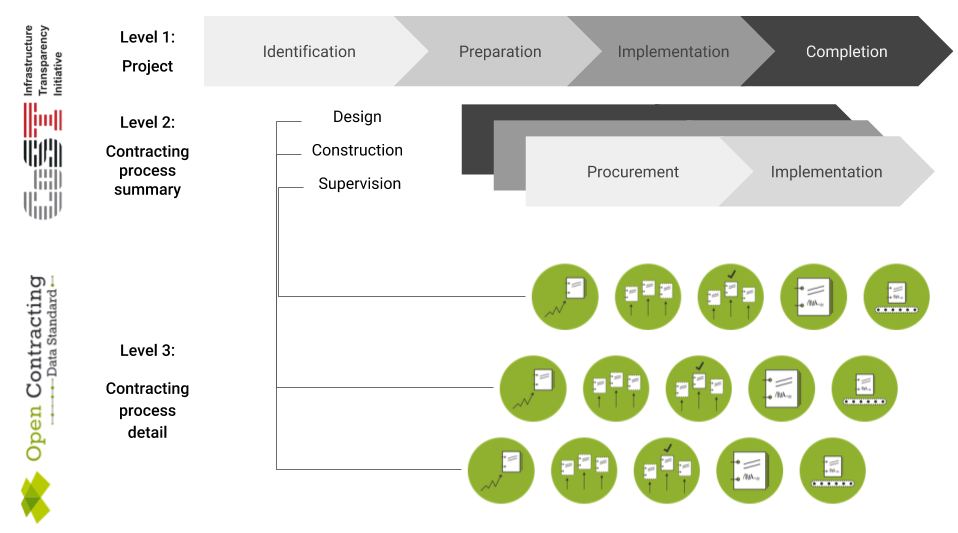 Infrastructure
Transparency
Initiative
CoST
Level 1:
Project
Identification
Preparation
Implementation
Completion
Level 2:
Contracting
process
summary
Design
Construction
Supervision
Procurement
Implementation
Open Contracting
Data Standard
Level 3:
Contracting
process
detail